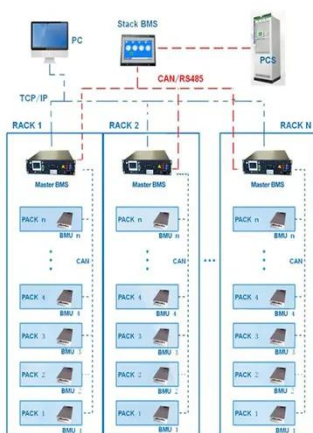 PC
Stack BMS
PCS
CAN/RS485
TCP/IP
RACK 1
RACK 2
RACK N
Master BMS
Master BMS
Master BMS
PACK n
BMU n
PACK n
BMU n
PACK n
BMU n
CAN
CAN
...
CAN
PACK 4
BMU 4
PACK 4
BMU 4
PACK 4
BMU 4
PACK 3
BMU 3
PACK 3
BMU 3
PACK 3
BMU 3
PACK 2
BMU 2
PACK 2
BMU 2
PACK 2
BMU 2
PACK 1
BMU 1
PACK 1
BMU 1
PACK 1
BMU 1